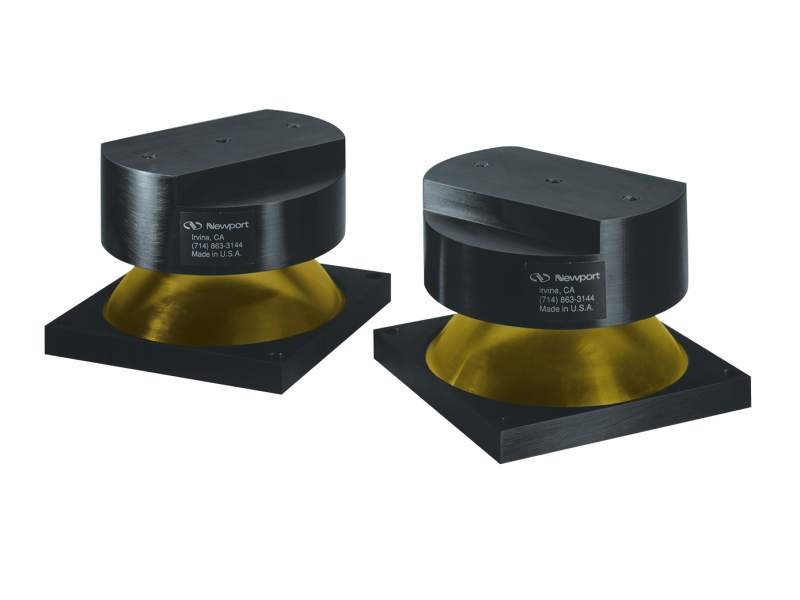 Newport
Irvine, CA
(714) 863-3144
Made in U.S.A.
Newport
Irvine, CA
(714) 863-3144
Made in U.S.A.